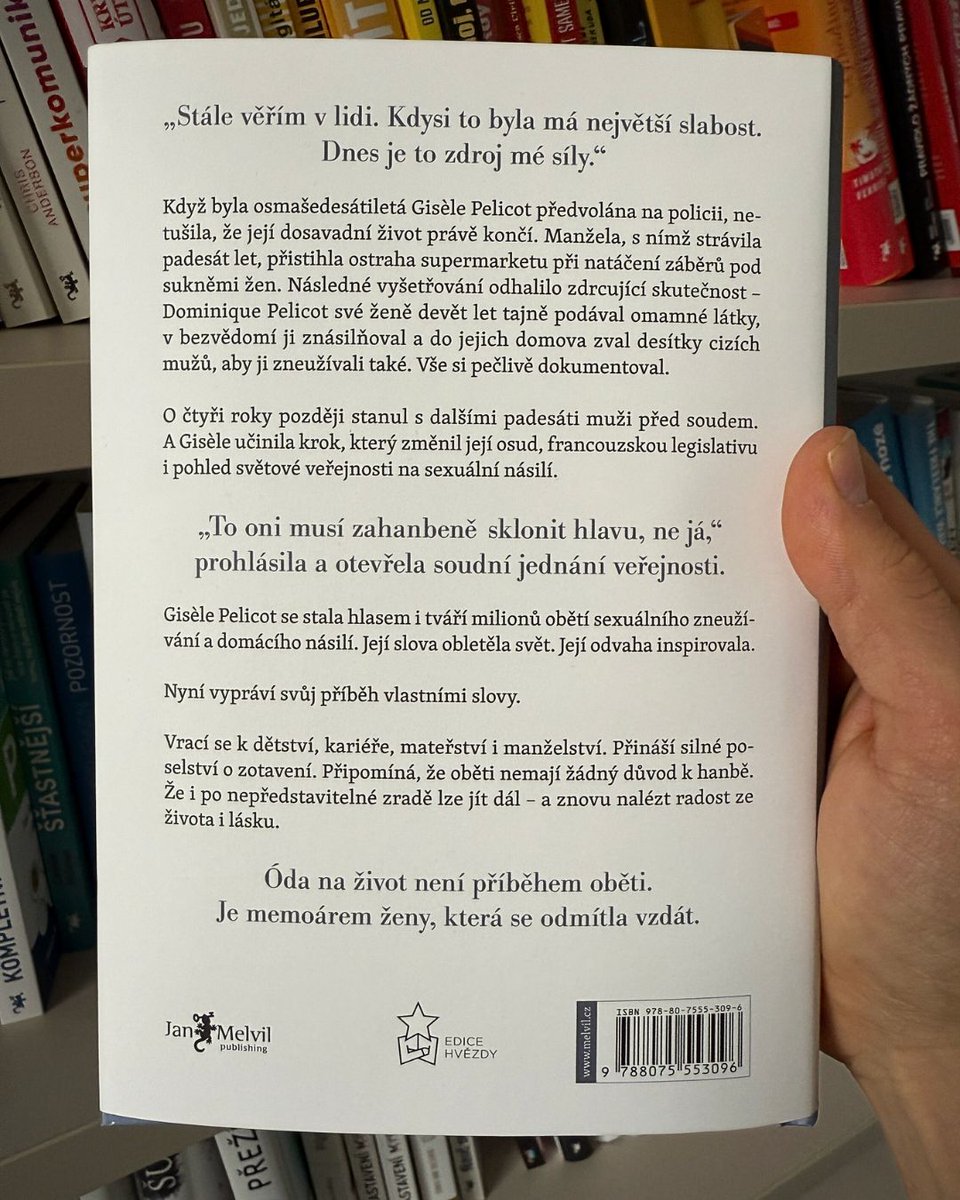 „Stále věřím v lidi. Kdysi to byla má největší slabost.
Dnes je to zdroj mé síly.“
Když byla osmašedesátiletá Gisèle Pelicot předvolána na policii, ne-
tušila, že její dosavadní život právě končí. Manžela, s nímž strávila
padesát let, přistihla ostraha supermarketu při natáčení záběrů pod
sukněmi žen. Následné vyšetřování odhalilo zdrcující skutečnost –
Dominique Pelicot své ženě devět let tajně podával omamné látky,
v bezvědomí ji znásilňoval a do jejich domova zval desítky cizích
mužů, aby ji zneužívali také. Vše si pečlivě dokumentoval.
O čtyři roky později stanul s dalšími padesáti muži před soudem.
A Gisèle učinila krok, který změnil její osud, francouzskou legislativu
i pohled světové veřejnosti na sexuální násilí.
„To oni musí zahanbeně sklonit hlavu, ne já,“
prohlásila a otevřela soudní jednání veřejnosti.
Gisèle Pelicot se stala hlasem i tváří milionů obětí sexuálního zneuží-
vání a domácího násilí. Její slova obletěla svět. Její odvaha inspirovala.
Nyní vypráví svůj příběh vlastními slovy.
Vrací se k dětství, kariéře, mateřství i manželství. Přináší silné po-
selství o zotavení. Připomíná, že oběti nemají žádný důvod k hanbě.
Že i po nepředstavitelné zradě lze jít dál – a znovu nalézt radost ze
života i lásku.
Óda na život není příběhem oběti.
Je memoárem ženy, která se odmítla vzdát.
Jan Melvil
publishing
EDICE
HVĚZDY
www.melvil.cz
ISBN 978-80-7555-309-6
9 788075 553096
CHRIS
ANDERSON
POZORNOST
ŠŤASTNĚJŠÍ